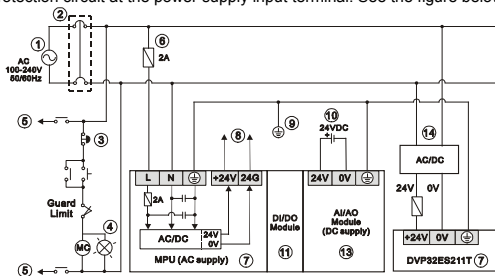 otection circuit at the power supply input terminal. See the figure below
1
AC
100-240V
50/60Hz
2
6
2A
5
3
Guard
Limit
4
MC
5
8
9
10
24VDC
14
AC/DC
24V 0V
L N +24V 24G
2A
AC/DC
24V
0V
MPU (AC supply) 7
DI/DO
Module
11
24V 0V
AI/AO
Module
(DC supply)
13
+24V 0V
DVP32ES211T 7